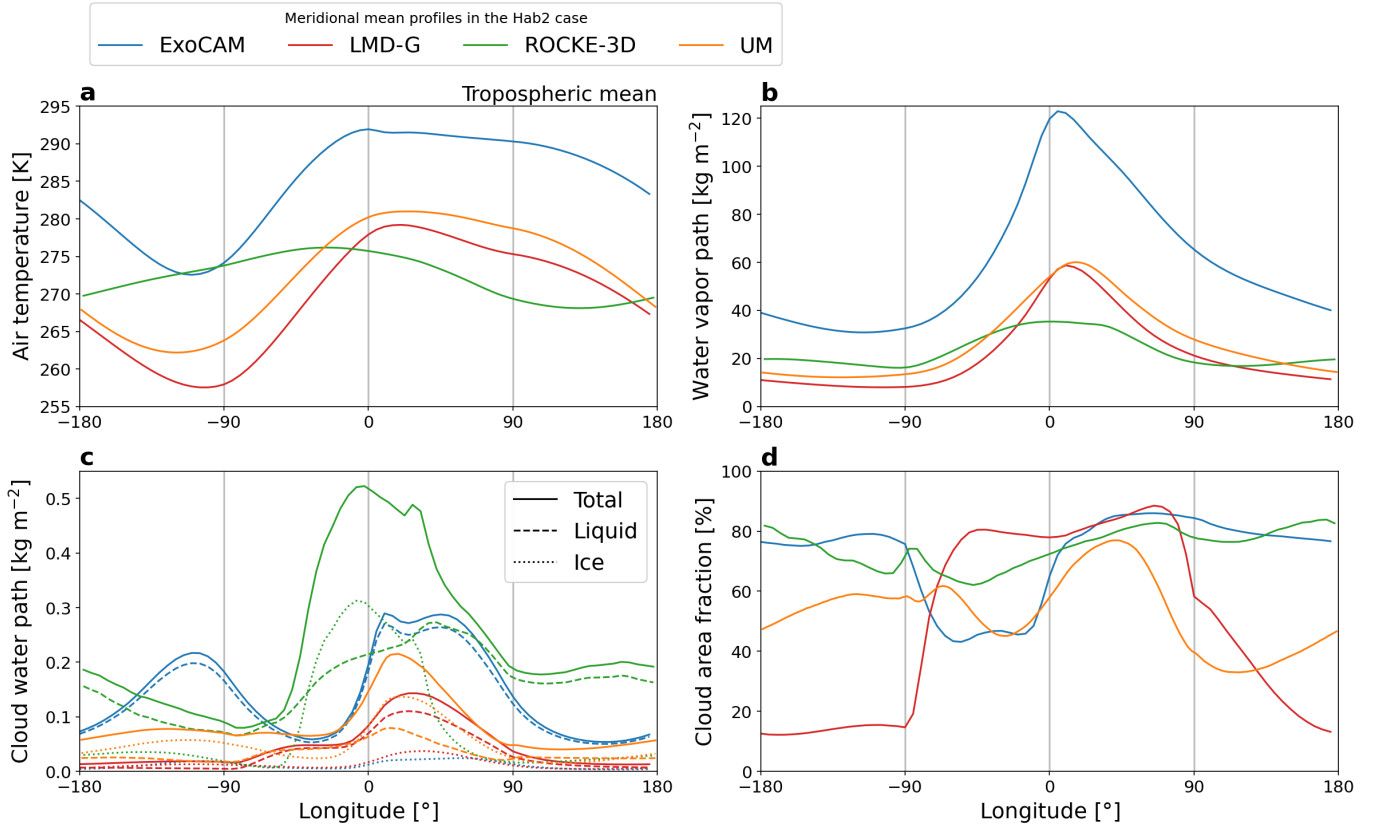 Meridional mean profiles in the Hab2 case
ExoCAM LMD-G ROCKE-3D UM
a Tropospheric mean
Air temperature [K]
295
290
285
280
275
270
265
260
255
−180 −90 0 90 180
b
Water vapor path [kg m−2]
120
100
80
60
40
20
0
−180 −90 0 90 180
c
Cloud water path [kg m−2]
0.5
0.4
0.3
0.2
0.1
0.0
Total
Liquid
Ice
−180 −90 0 90 180
Longitude [°]
d
Cloud area fraction [%]
100
80
60
40
20
0
−180 −90 0 90 180
Longitude [°]